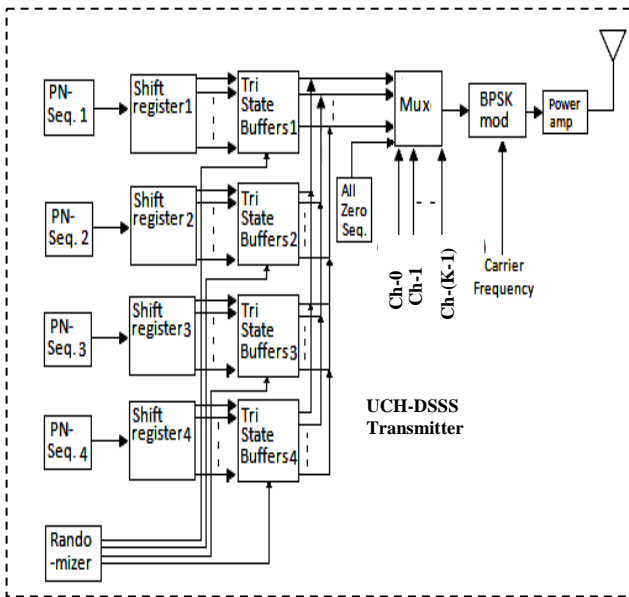 PN-
Seq. 1
Shift
register1
Tri
State
Buffers1
Mux
BPSK
mod
Power
amp
PN-
Seq. 2
Shift
register2
Tri
State
Buffers2
All
Zero
Seq.
Ch-0
Ch-1
Ch-(K-1)
Carrier
Frequency
PN-
Seq. 3
Shift
register3
Tri
State
Buffers3
PN-
Seq. 4
Shift
register4
Tri
State
Buffers4
UCH-DSSS
Transmitter
Rando
-mizer